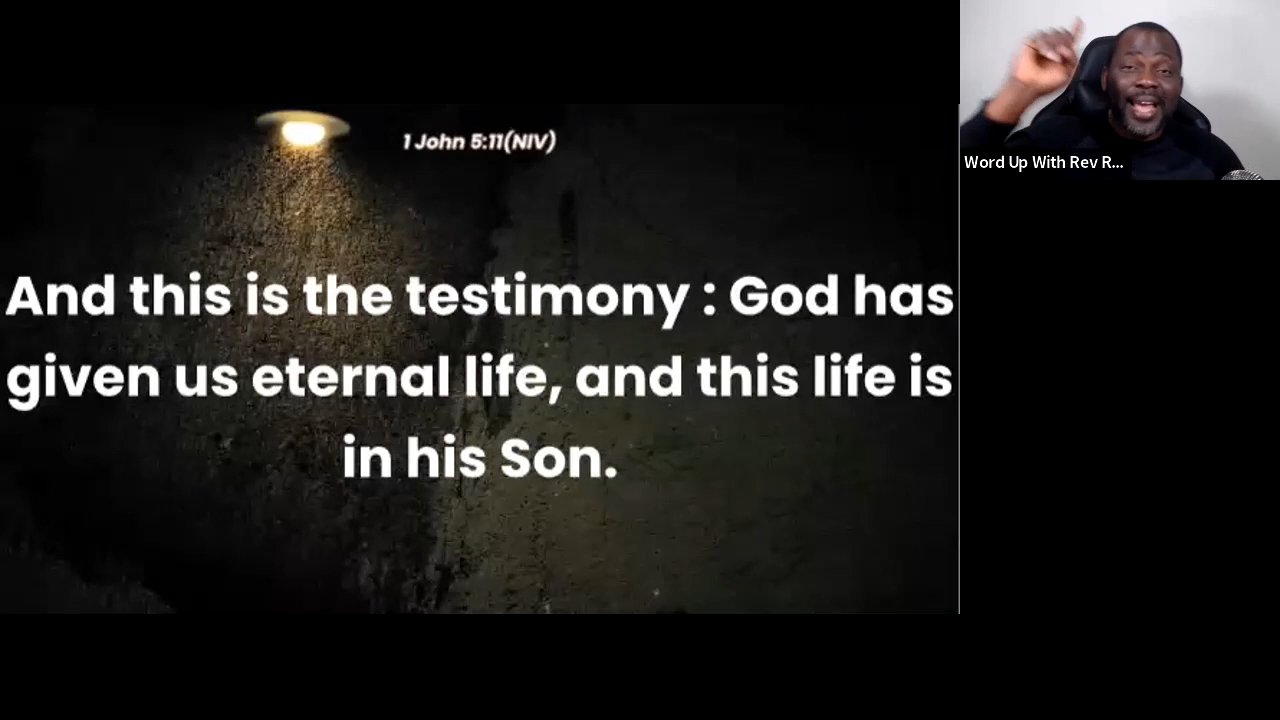 1 John 5:11(NIV)
And this is the testimony : God has
given us eternal life, and this life is
in his Son.
Word Up With Rev R...